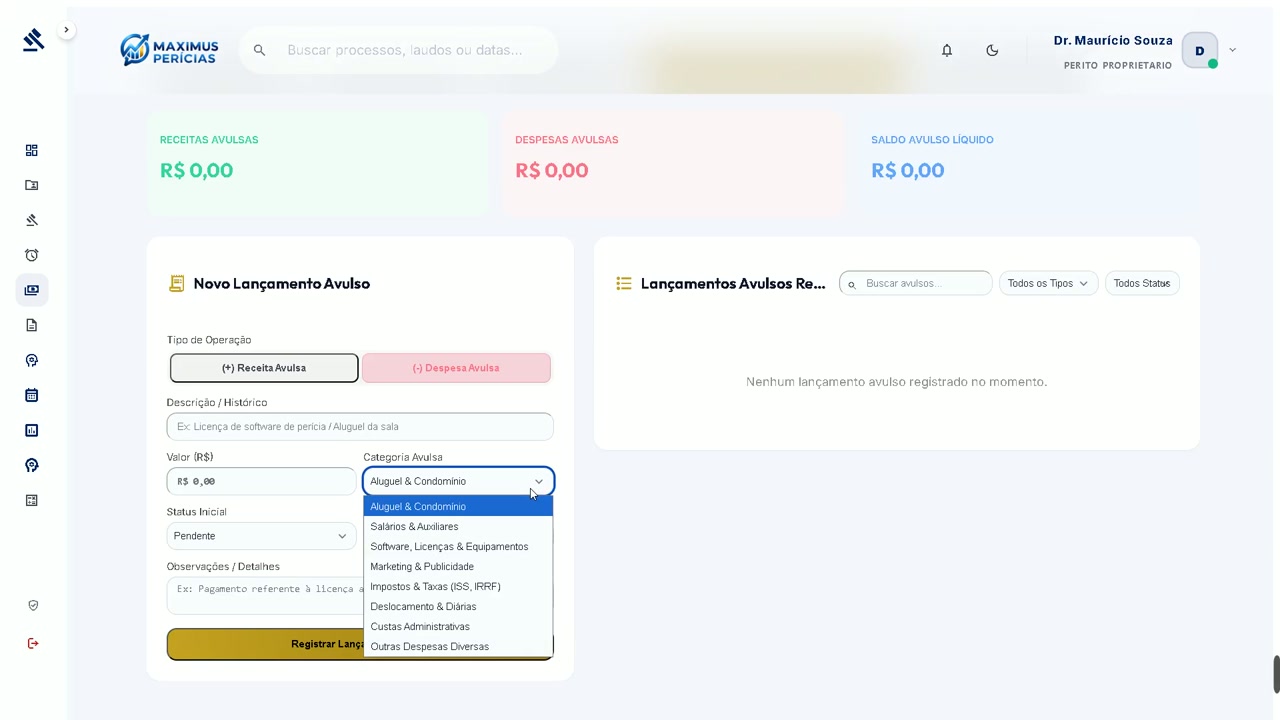 MAXIMUS
PERÍCIAS
Buscar processos, laudos ou datas...
Dr. Maurício Souza
PERITO PROPRIETARIO
D
RECEITAS AVULSAS
R$ 0,00
DESPESAS AVULSAS
R$ 0,00
SALDO AVULSO LÍQUIDO
R$ 0,00
Novo Lançamento Avulso
Tipo de Operação
(+) Receita Avulsa
(-) Despesa Avulsa
Descrição / Histórico
Ex: Licença de software de perícia / Aluguel da sala
Valor (R$)
Categoria Avulsa
R$ 0,00
Aluguel & Condomínio
Aluguel & Condomínio
Salários & Auxiliares
Software, Licenças & Equipamentos
Marketing & Publicidade
Impostos & Taxas (ISS, IRRF)
Deslocamento & Diárias
Custas Administrativas
Outras Despesas Diversas
Status Inicial
Pendente
Observações / Detalhes
Ex: Pagamento referente à licença a
Registrar Lança
Lançamentos Avulsos Re...
Buscar avulsos...
Todos os Tipos
Todos Status
Nenhum lançamento avulso registrado no momento.